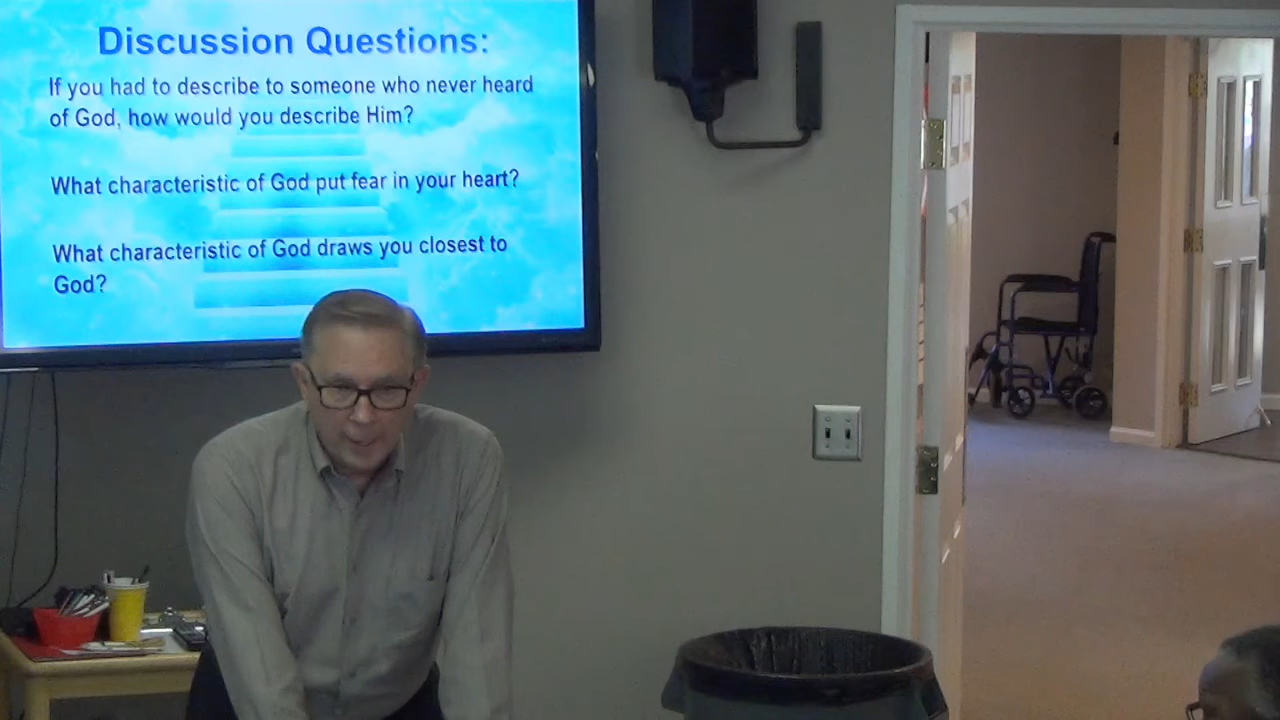 Discussion Questions:
If you had to describe to someone who never heard
of God, how would you describe Him?
What characteristic of God put fear in your heart?
What characteristic of God draws you closest to
God?